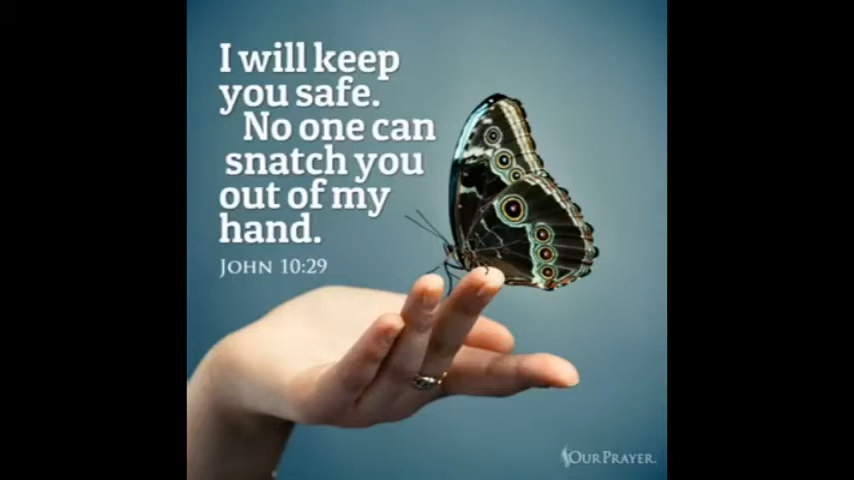 I will keep
you safe.
No one can
snatch you
out of my
hand.
JOHN 10:29
OURPRAYER.